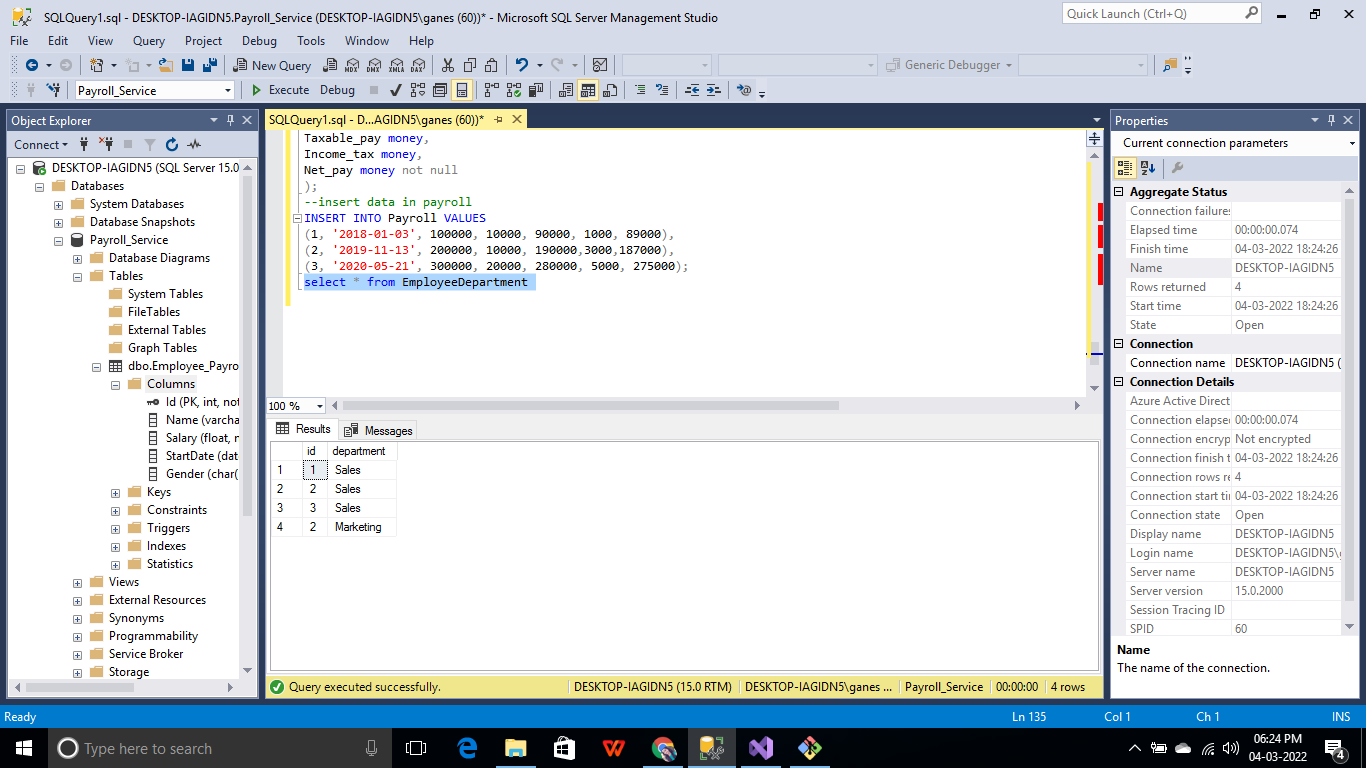 SQLQuery1.sql - DESKTOP-IAGIDN5.Payroll_Service (DESKTOP-IAGIDN5\ganes (60))* - Microsoft SQL Server Management Studio
Quick Launch (Ctrl+Q)
File Edit View Query Project Debug Tools Window Help
New Query MDX DMX XMLA DAX Generic Debugger
Payroll_Service Execute Debug
Object Explorer
Connect
DESKTOP-IAGIDN5 (SQL Server 15.0
Databases
System Databases
Database Snapshots
Payroll_Service
Database Diagrams
Tables
System Tables
FileTables
External Tables
Graph Tables
dbo.Employee_Payro
Columns
Id (PK, int, not
Name (varcha
Salary (float, n
StartDate (dat
Gender (char(
Keys
Constraints
Triggers
Indexes
Statistics
Views
External Resources
Synonyms
Programmability
Service Broker
Storage
SQLQuery1.sql - D...AGIDN5\ganes (60))*
Taxable_pay money,
Income_tax money,
Net_pay money not null
);
--insert data in payroll
INSERT INTO Payroll VALUES
(1, '2018-01-03', 100000, 10000, 90000, 1000, 89000),
(2, '2019-11-13', 200000, 10000, 190000,3000,187000),
(3, '2020-05-21', 300000, 20000, 280000, 5000, 275000);
select * from EmployeeDepartment
100 %
Results Messages
id department
1 1 Sales
2 2 Sales
3 3 Sales
4 2 Marketing
Query executed successfully. DESKTOP-IAGIDN5 (15.0 RTM) DESKTOP-IAGIDN5\ganes ... Payroll_Service 00:00:00 4 rows
Properties
Current connection parameters
Aggregate Status
Connection failures
Elapsed time 00:00:00.074
Finish time 04-03-2022 18:24:26
Name DESKTOP-IAGIDN5
Rows returned 4
Start time 04-03-2022 18:24:26
State Open
Connection
Connection name DESKTOP-IAGIDN5 (
Connection Details
Azure Active Direct
Connection elapse 00:00:00.074
Connection encryp Not encrypted
Connection finish t 04-03-2022 18:24:26
Connection rows re 4
Connection start ti 04-03-2022 18:24:26
Connection state Open
Display name DESKTOP-IAGIDN5
Login name DESKTOP-IAGIDN5\
Server name DESKTOP-IAGIDN5
Server version 15.0.2000
Session Tracing ID
SPID 60
Name
The name of the connection.
Ready Ln 135 Col 1 Ch 1 INS
Type here to search
06:24 PM
04-03-2022
4